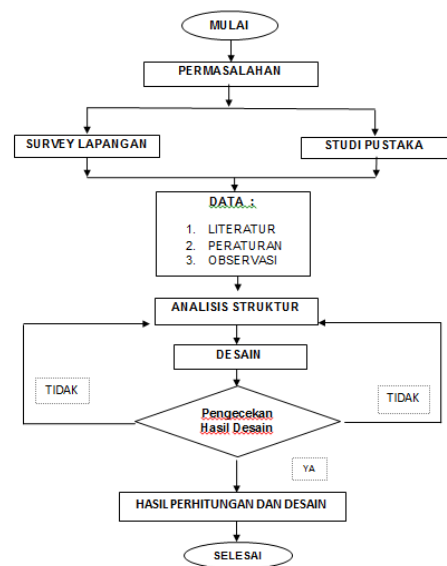 MULAI
PERMASALAHAN
SURVEY LAPANGAN
STUDI PUSTAKA
DATA :
1. LITERATUR
2. PERATURAN
3. OBSERVASI
ANALISIS STRUKTUR
DESAIN
TIDAK
TIDAK
Pengecekan
Hasil Desain
YA
HASIL PERHITUNGAN DAN DESAIN
SELESAI